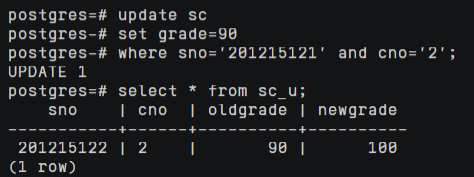 postgres=# update sc
postgres-# set grade=90
postgres-# where sno='201215121' and cno='2';
UPDATE 1
postgres=# select * from sc_u;
    sno    | cno | oldgrade | newgrade
-----------+-----+----------+----------
 201215122 | 2   |       90 |      100
(1 row)